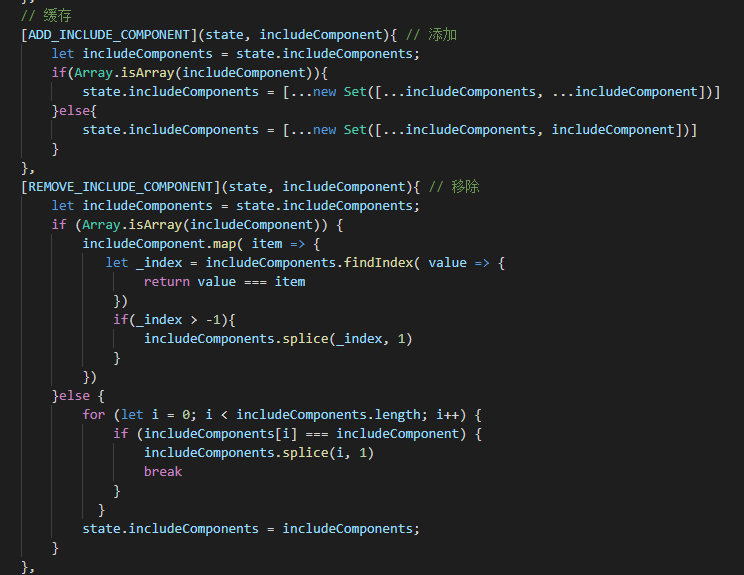 // 缓存
[ADD_INCLUDE_COMPONENT](state, includeComponent){ // 添加
let includeComponents = state.includeComponents;
if(Array.isArray(includeComponent)){
state.includeComponents = [...new Set([...includeComponents, ...includeComponent])]
}else{
state.includeComponents = [...new Set([...includeComponents, includeComponent])]
}
},
[REMOVE_INCLUDE_COMPONENT](state, includeComponent){ // 移除
let includeComponents = state.includeComponents;
if (Array.isArray(includeComponent)) {
includeComponent.map( item => {
let _index = includeComponents.findIndex( value => {
return value === item
})
if(_index > -1){
includeComponents.splice(_index, 1)
}
})
}else {
for (let i = 0; i < includeComponents.length; i++) {
if (includeComponents[i] === includeComponent) {
includeComponents.splice(i, 1)
break
}
}
state.includeComponents = includeComponents;
}
},